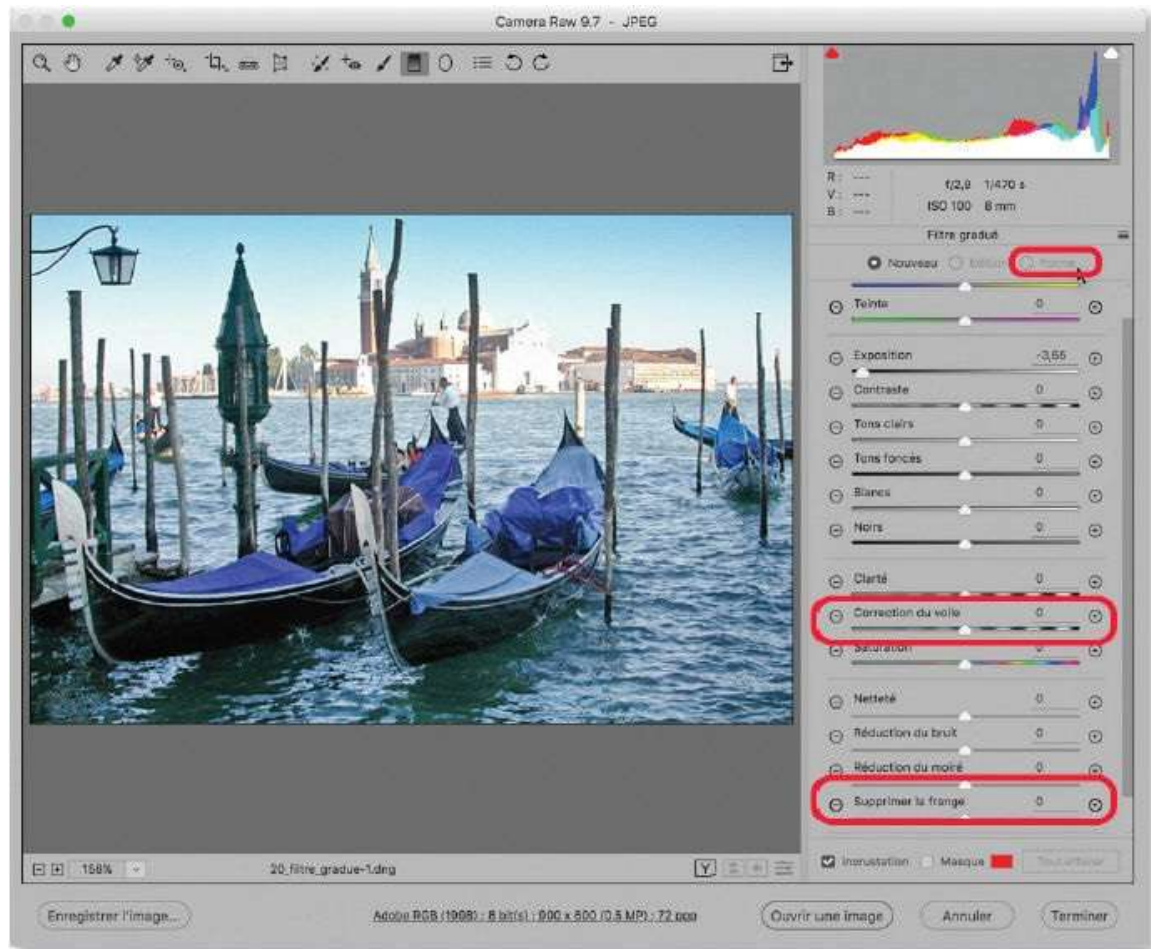 Camera Raw 9.7 - JPEG
R : ---
V : ---
B : ---
f/2,8 1/470 s
ISO 100 8 mm
Filtre gradué
Nouveau
Teinte 0
Exposition -3,65
Contraste 0
Tons clairs 0
Tons foncés 0
Blancs 0
Noirs 0
Clarté 0
Correction du voile 0
Saturation 0
Netteté 0
Réduction du bruit 0
Réduction du moiré 0
Supprimer la frange 0
Incrustation Masque
Y
156% 20_filtre_gradue-1.dng
Enregistrer l'image...
Adobe RGB (1998) ; 8 bit(s) ; 900 x 600 (0.5 MP) ; 72 ppp
Ouvrir une image Annuler Terminer